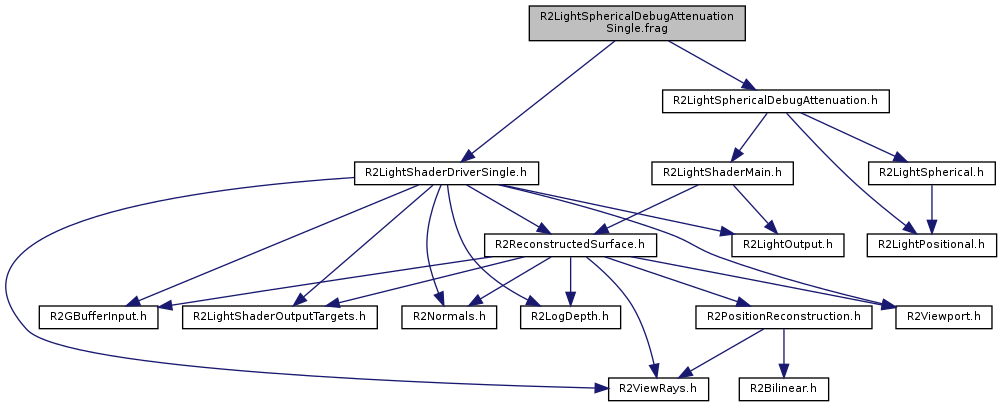 R2LightSphericalDebugAttenuation
Single.frag
R2LightSphericalDebugAttenuation.h
R2LightShaderDriverSingle.h
R2LightShaderMain.h
R2LightSpherical.h
R2ReconstructedSurface.h
R2LightOutput.h
R2LightPositional.h
R2GBufferInput.h
R2LightShaderOutputTargets.h
R2Normals.h
R2LogDepth.h
R2PositionReconstruction.h
R2Viewport.h
R2ViewRays.h
R2Bilinear.h